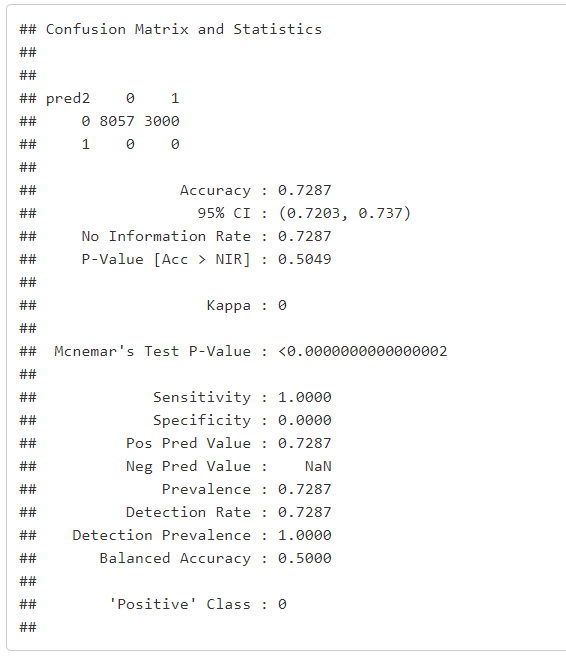 ## Confusion Matrix and Statistics
##
##
## pred2    0    1
##     0 8057 3000
##     1    0    0
##
##                Accuracy : 0.7287
##                  95% CI : (0.7203, 0.737)
##     No Information Rate : 0.7287
##     P-Value [Acc > NIR] : 0.5049
##
##                   Kappa : 0
##
##  Mcnemar's Test P-Value : <0.0000000000000002
##
##             Sensitivity : 1.0000
##             Specificity : 0.0000
##          Pos Pred Value : 0.7287
##          Neg Pred Value :    NaN
##              Prevalence : 0.7287
##          Detection Rate : 0.7287
##    Detection Prevalence : 1.0000
##       Balanced Accuracy : 0.5000
##
##        'Positive' Class : 0
##